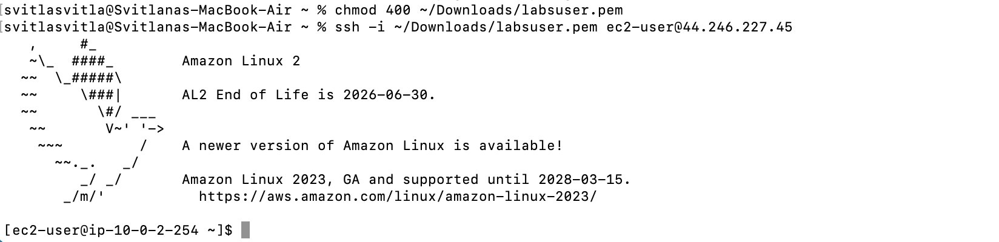 [svitlasvitla@Svitlanas-MacBook-Air ~ % chmod 400 ~/Downloads/labsuser.pem
[svitlasvitla@Svitlanas-MacBook-Air ~ % ssh -i ~/Downloads/labsuser.pem ec2-user@44.246.227.45
   ,     #_
   ~\_  ####_        Amazon Linux 2
  ~~  \_#####\
  ~~     \###|       AL2 End of Life is 2026-06-30.
  ~~       \#/ ___
   ~~       V~' '->
    ~~~         /    A newer version of Amazon Linux is available!
      ~~._.   _/
         _/ _/       Amazon Linux 2023, GA and supported until 2028-03-15.
       _/m/'           https://aws.amazon.com/linux/amazon-linux-2023/
[ec2-user@ip-10-0-2-254 ~]$